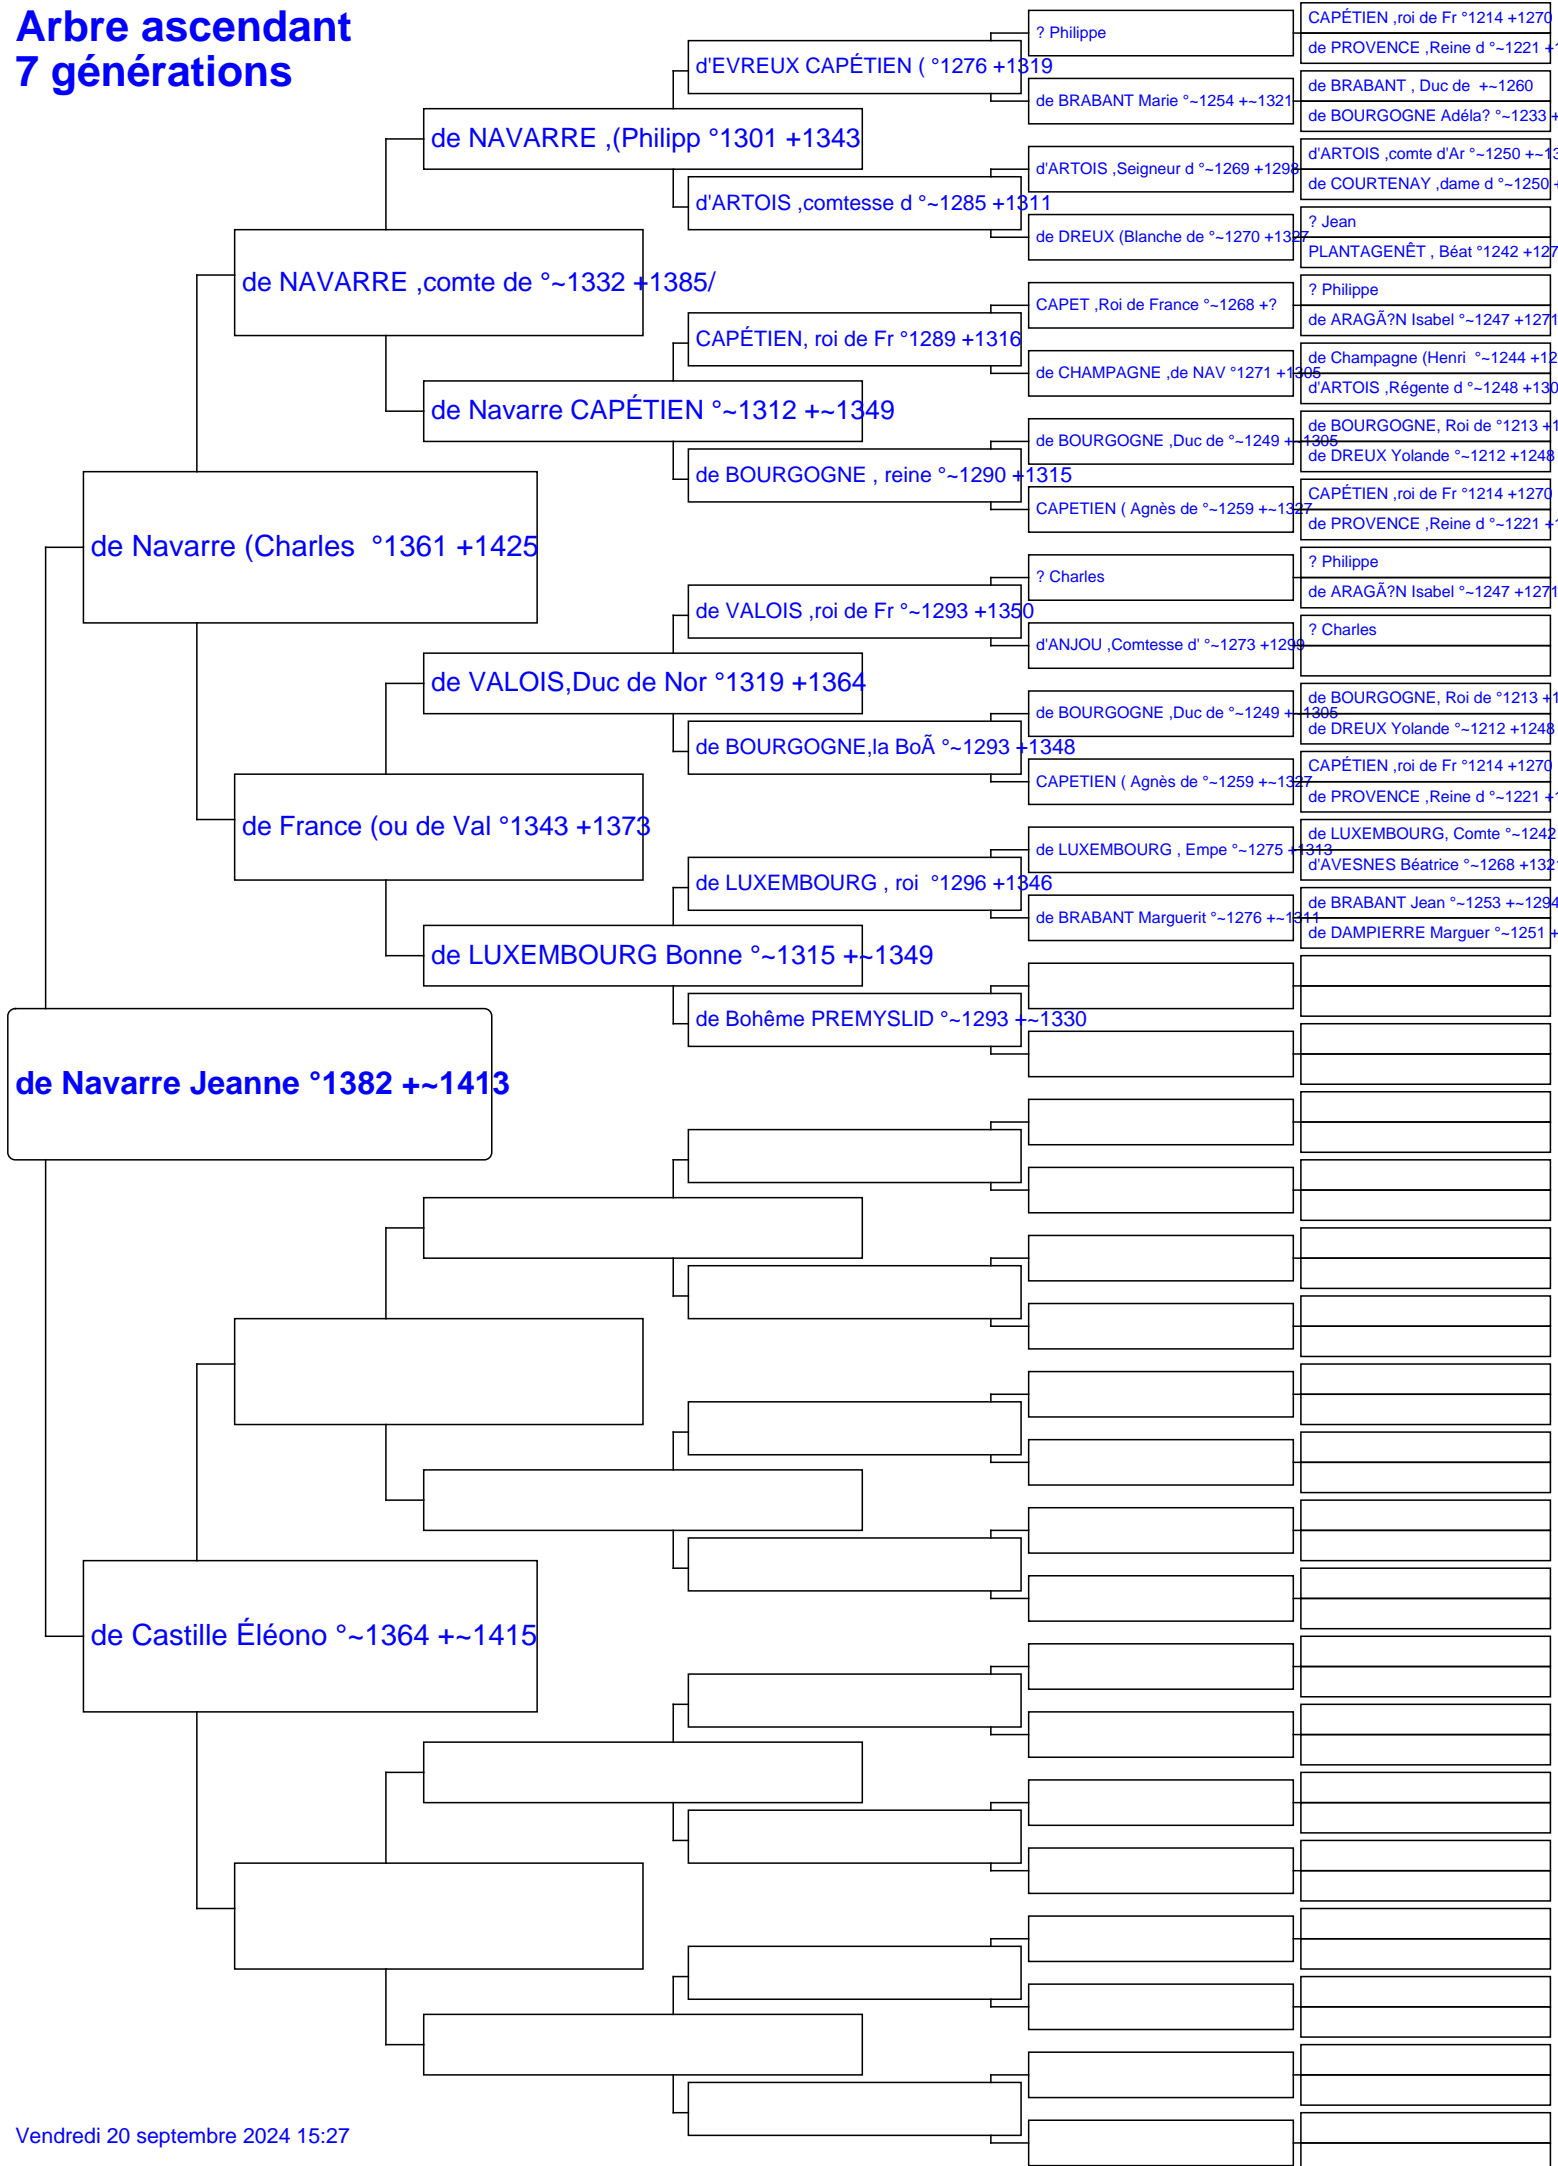 Arbre ascendant
7 générations
de Navarre Jeanne °1382 +~1413
de Navarre (Charles  °1361 +1425
de Castille Éléono °~1364 +~1415
de NAVARRE ,comte de °~1332 +1385/
de France (ou de Val °1343 +1373
de NAVARRE ,(Philipp °1301 +1343
de Navarre CAPÉTIEN °~1312 +~1349
de VALOIS,Duc de Nor °1319 +1364
de LUXEMBOURG Bonne °~1315 +~1349
d'EVREUX CAPÉTIEN ( °1276 +1319
d'ARTOIS ,comtesse d °~1285 +1311
CAPÉTIEN, roi de Fr °1289 +1316
de BOURGOGNE , reine °~1290 +1315
de VALOIS ,roi de Fr °~1293 +1350
de BOURGOGNE,la BoÃ °~1293 +1348
de LUXEMBOURG , roi  °1296 +1346
de Bohême PREMYSLID °~1293 +~1330
? Philippe
de BRABANT Marie °~1254 +~1321
d'ARTOIS ,Seigneur d °~1269 +1298
de DREUX (Blanche de °~1270 +1327
CAPET ,Roi de France °~1268 +?
de CHAMPAGNE ,de NAV °1271 +1305
de BOURGOGNE ,Duc de °~1249 +~1305
CAPETIEN ( Agnès de °~1259 +~1327
? Charles
d'ANJOU ,Comtesse d' °~1273 +1299
de BOURGOGNE ,Duc de °~1249 +~1305
CAPETIEN ( Agnès de °~1259 +~1327
de LUXEMBOURG , Empe °~1275 +1313
de BRABANT Marguerit °~1276 +~1311
CAPÉTIEN ,roi de Fr °1214 +1270
de PROVENCE ,Reine d °~1221 +1
de BRABANT , Duc de  +~1260
de BOURGOGNE Adéla? °~1233 +
d'ARTOIS ,comte d'Ar °~1250 +~13
de COURTENAY ,dame d °~1250 +
? Jean
PLANTAGENÊT , Béat °1242 +127
? Philippe
de ARAGÃ?N Isabel °~1247 +1271
de Champagne (Henri  °~1244 +12
d'ARTOIS ,Régente d °~1248 +130
de BOURGOGNE, Roi de °1213 +1
de DREUX Yolande °~1212 +1248
CAPÉTIEN ,roi de Fr °1214 +1270
de PROVENCE ,Reine d °~1221 +1
? Philippe
de ARAGÃ?N Isabel °~1247 +1271
? Charles
de BOURGOGNE, Roi de °1213 +1
de DREUX Yolande °~1212 +1248
CAPÉTIEN ,roi de Fr °1214 +1270
de PROVENCE ,Reine d °~1221 +1
de LUXEMBOURG, Comte °~1242
d'AVESNES Béatrice °~1268 +1321
de BRABANT Jean °~1253 +~1294
de DAMPIERRE Marguer °~1251 +
Vendredi 20 septembre 2024 15:27